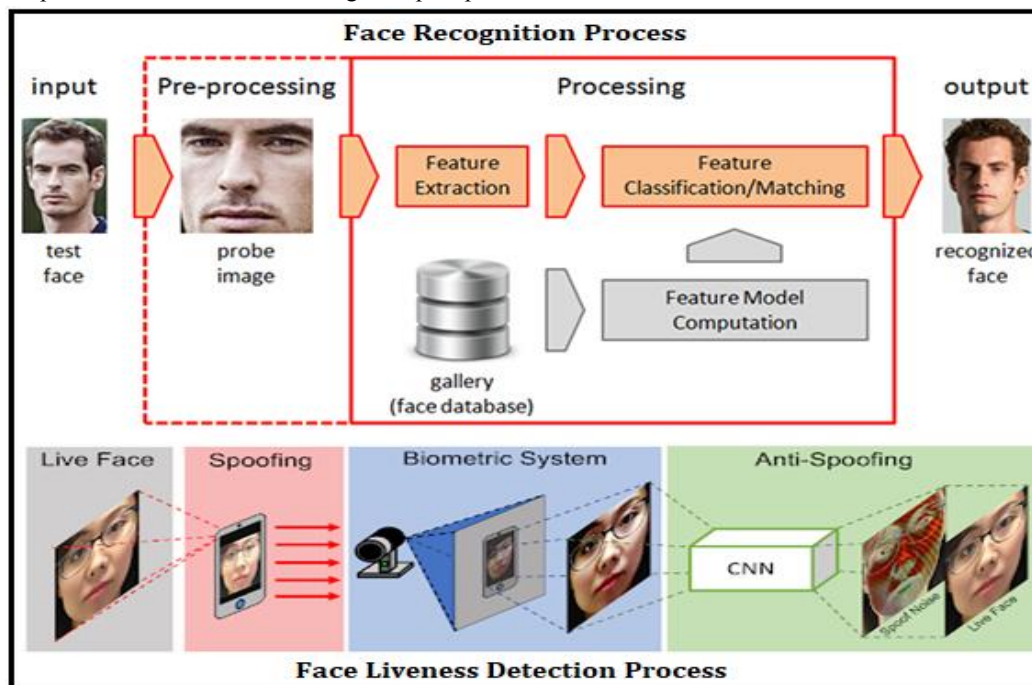 Face Recognition Process
input
Pre-processing
Processing
output
test
face
probe
image
Feature
Extraction
Feature
Classification/Matching
recognized
face
gallery
(face database)
Feature Model
Computation
Live Face
Spoofing
Biometric System
Anti-Spoofing
CNN
Spoof Noise
Live Face
Face Liveness Detection Process